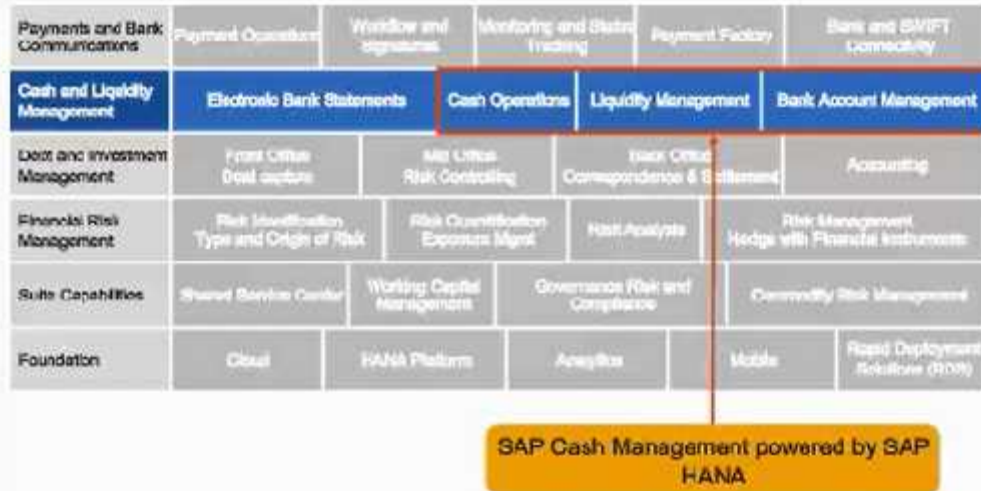 Payments and Bank
Communications
Payment Operations
Workflow and
signatures
Monitoring and Status
Tracking
Payment Factory
Bank and SWIFT
Connectivity
Cash and Liqidity
Management
Electronic Bank Statements
Cash Operations
Liquidity Management
Bank Account Management
Debt and Investment
Management
Front Office
Deal capture
Mid Office
Risk Controlling
Back Office
Correspondence & Settlement
Accounting
Financial Risk
Management
Risk Identification
Type and Origin of Risk
Risk Quantification
Exposure Mgmt
Analysis
Risk Management
Hedge with Financial Instruments
Suite Capabilities
Shared Service Center
Working Capital
Management
Governance Risk and
Compliance
Commodity Risk Management
Foundation
Cloud
HANA Platform
Analytics
Mobile
Rapid Deployment
Solutions (RDS)
SAP Cash Management powered by SAP
HANA